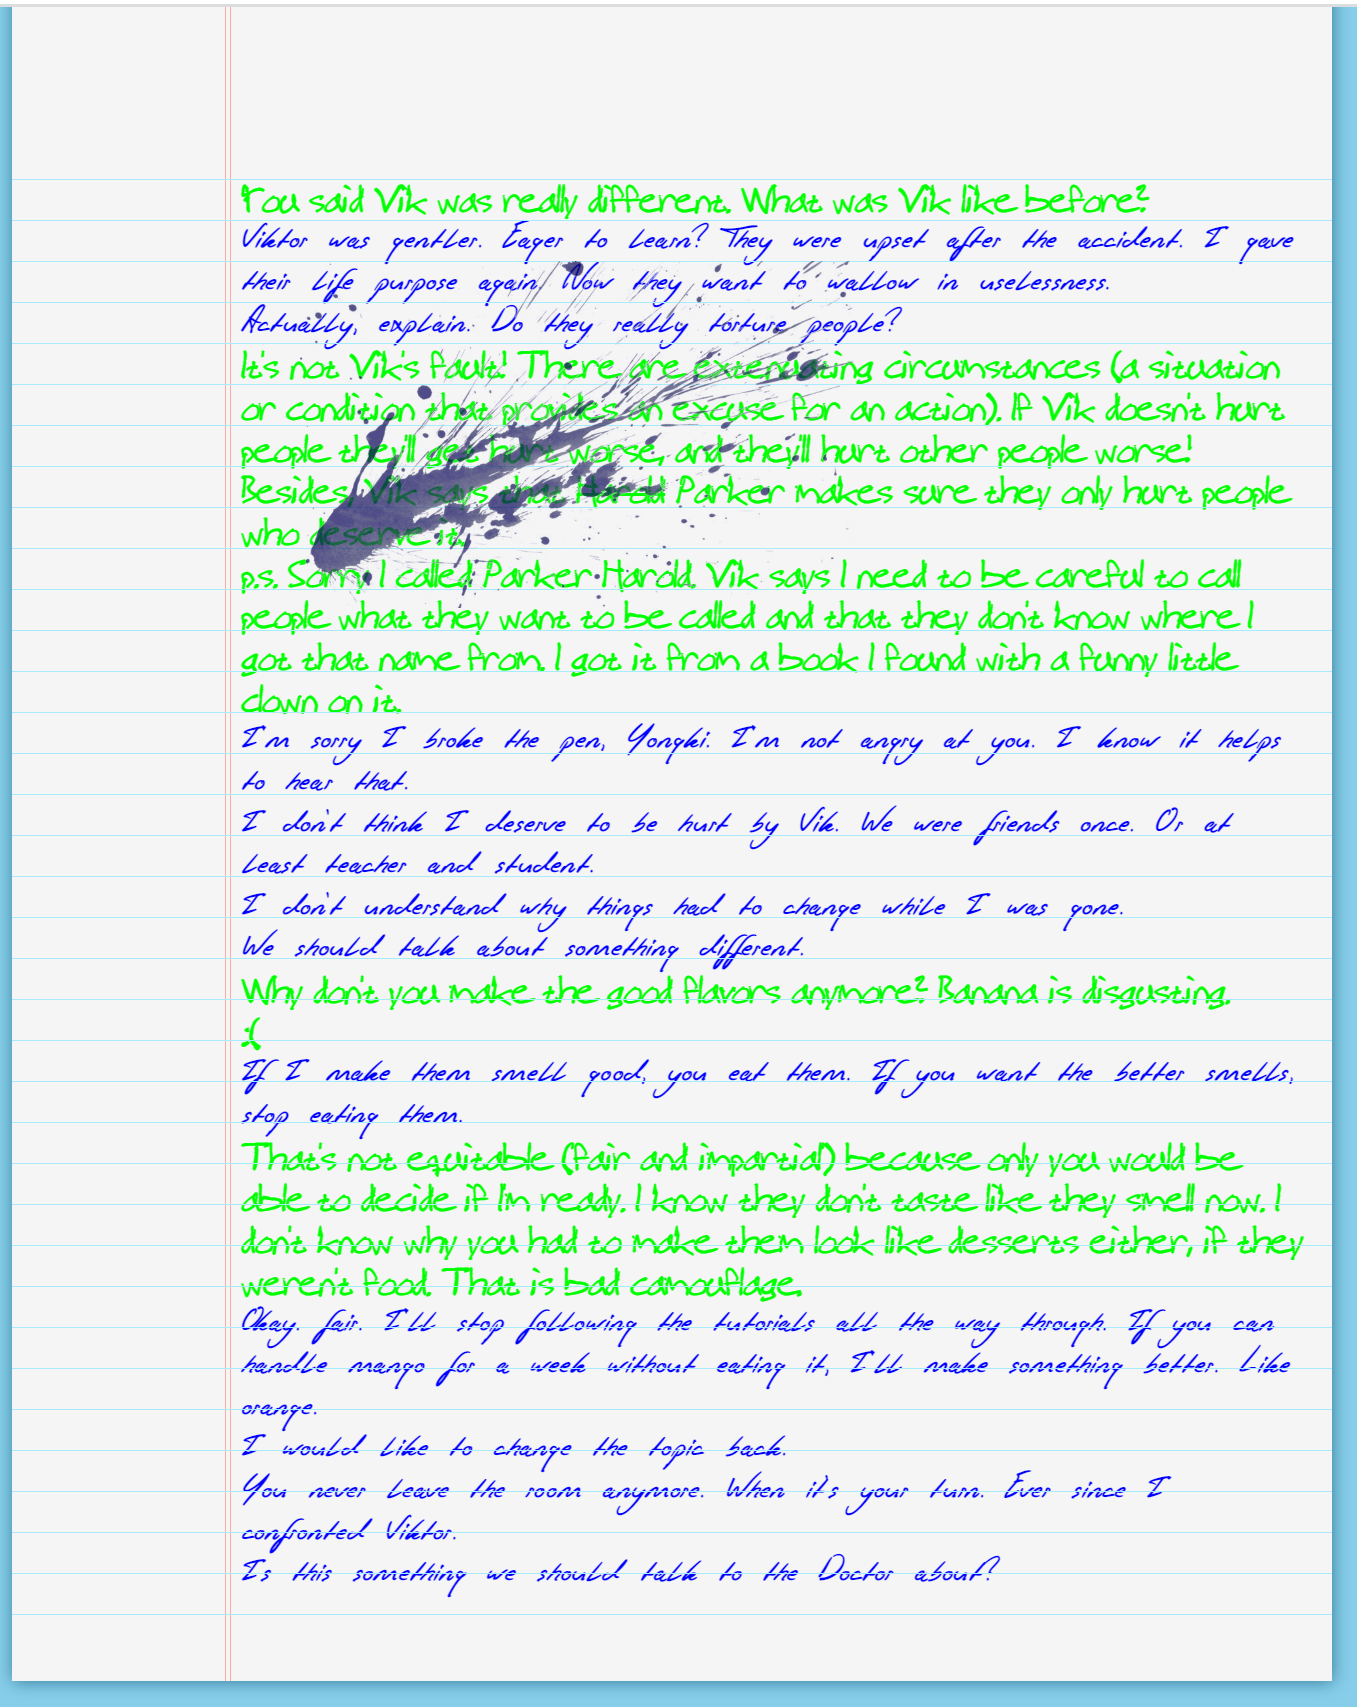 You said Vik was really different. What was Vik like before?
Viktor was gentler. Eager to learn? They were upset after the accident. I gave
their life purpose again. Now they want to wallow in uselessness.
Actually, explain. Do they really torture people?
It's not Vik's fault! There are extenuating circumstances (a situation
or condition that provides an excuse for an action). If Vik doesn't hurt
people they'll get hurt worse, and they'll hurt other people worse!
Besides, Vik says that Harold Parker makes sure they only hurt people
who deserve it.
p.s. Sorry I called Parker Harold. Vik says I need to be careful to call
people what they want to be called and that they don't know where I
got that name from. I got it from a book I found with a funny little
clown on it.
I'm sorry I broke the pen, Yongki. I'm not angry at you. I know it helps
to hear that.
I don't think I deserve to be hurt by Vik. We were friends once. Or at
least teacher and student.
I don't understand why things had to change while I was gone.
We should talk about something different.
Why don't you make the good flavors anymore? Banana is disgusting.
:(
If I make them smell good, you eat them. If you want the better smells,
stop eating them.
That's not equitable (fair and impartial) because only you would be
able to decide if I'm ready. I know they don't taste like they smell now. I
don't know why you had to make them look like desserts either, if they
weren't food. That is bad camouflage.
Okay. fair. I'll stop following the tutorials all the way through. If you can
handle mango for a week without eating it, I'll make something better. Like
orange.
I would like to change the topic back.
You never leave the room anymore. When it's your turn. Ever since I
confronted Viktor.
Is this something we should talk to the Doctor about?